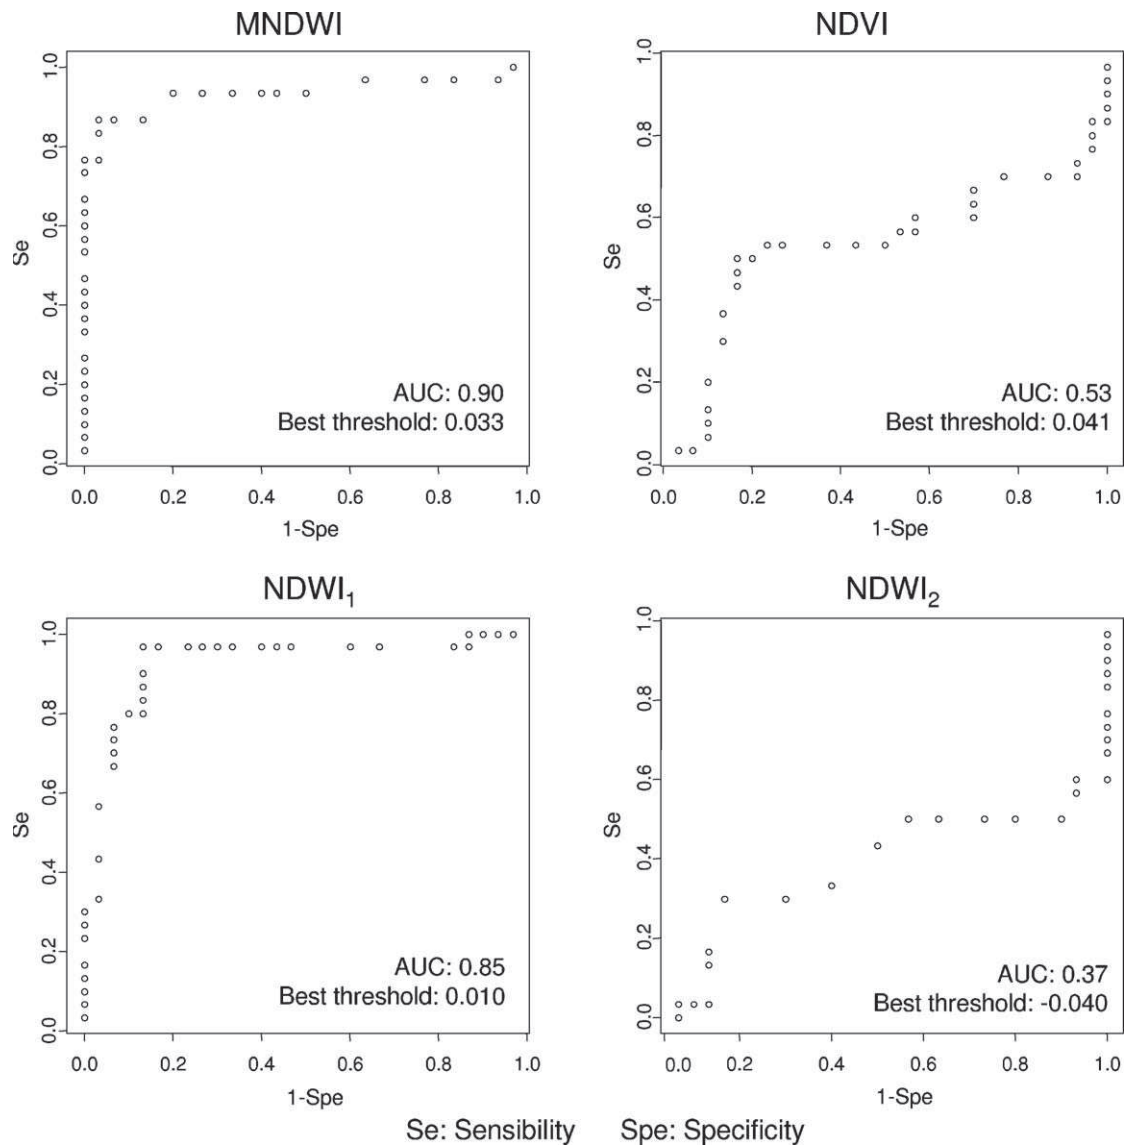 MNDWI
Se
1.0
0.8
0.6
0.4
0.2
0.0
AUC: 0.90
Best threshold: 0.033
0.0 0.2 0.4 0.6 0.8 1.0
1-Spe
NDVI
Se
1.0
0.8
0.6
0.4
0.2
0.0
AUC: 0.53
Best threshold: 0.041
0.0 0.2 0.4 0.6 0.8 1.0
1-Spe
NDWI₁
Se
1.0
0.8
0.6
0.4
0.2
0.0
AUC: 0.85
Best threshold: 0.010
0.0 0.2 0.4 0.6 0.8 1.0
1-Spe
NDWI₂
Se
1.0
0.8
0.6
0.4
0.2
0.0
AUC: 0.37
Best threshold: -0.040
0.0 0.2 0.4 0.6 0.8 1.0
1-Spe
Se: Sensibility Spe: Specificity